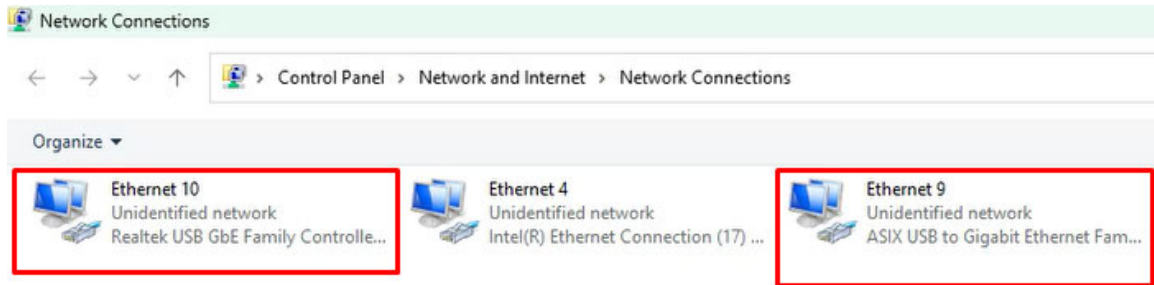 Network Connections
Control Panel > Network and Internet > Network Connections
Organize
Ethernet 10
Unidentified network
Realtek USB GbE Family Controlle...
Ethernet 4
Unidentified network
Intel(R) Ethernet Connection (17) ...
Ethernet 9
Unidentified network
ASIX USB to Gigabit Ethernet Fam...